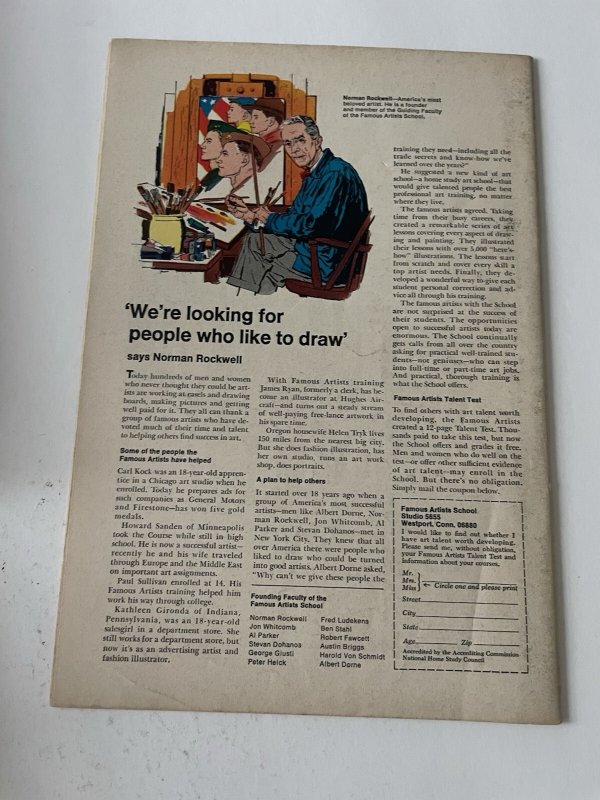 Norman Rockwell—America's most
beloved artist. He is a founder
and member of the Guiding Faculty
of the Famous Artists School.
'We're looking for
people who like to draw'
says Norman Rockwell
Today hundreds of men and women
who never thought they could be art-
ists are working at easels and drawing
boards, making pictures and getting
well paid for it. They all can thank a
group of famous artists who have de-
voted much of their time and talent
to helping others find success in art.
Some of the people the
Famous Artists have helped
Carl Kock was an 18-year-old appren-
tice in a Chicago art studio when he
enrolled. Today he prepares ads for
such companies as General Motors
and Firestone—has won five gold
medals.
Howard Sanden of Minneapolis
took the Course while still in high
school. He is now a successful artist—
recently he and his wife traveled
through Europe and the Middle East
on important art assignments.
Paul Sullivan enrolled at 14. His
Famous Artists training helped him
work his way through college.
Kathleen Gironda of Indiana,
Pennsylvania, was an 18-year-old
salesgirl in a department store. She
still works for a department store, but
now it's as an advertising artist and
fashion illustrator.
With Famous Artists training
James Ryan, formerly a clerk, has be-
come an illustrator at Hughes Air-
craft—and turns out a steady stream
of well-paying free-lance artwork in
his spare time.
Oregon housewife Helen Tryk lives
150 miles from the nearest big city.
But she does fashion illustration, has
her own studio, runs an art work
shop, does portraits.
A plan to help others
It started over 18 years ago when a
group of America's most successful
artists—men like Albert Dorne, Nor-
man Rockwell, Jon Whitcomb, Al
Parker and Stevan Dohanos—met in
New York City. They knew that all
over America there were people who
liked to draw who could be turned
into good artists. Albert Dorne asked,
"Why can't we give these people the
Founding Faculty of the
Famous Artists School
Norman Rockwell
Jon Whitcomb
Al Parker
Stevan Dohanos
George Giusti
Peter Helck
Fred Ludekens
Ben Stahl
Robert Fawcett
Austin Briggs
Harold Von Schmidt
Albert Dorne
training they need—including all the
trade secrets and know-how we've
learned over the years?"
He suggested a new kind of art
school—a home study art school—that
would give talented people the best
professional art training, no matter
where they live.
The famous artists agreed. Taking
time from their busy careers, they
created a remarkable series of art
lessons covering every aspect of draw-
ing and painting. They illustrated
their lessons with over 5,000 "here's-
how" illustrations. The lessons start
from scratch and cover every skill a
top artist needs. Finally, they de-
veloped a wonderful way to give each
student personal correction and ad-
vice all through his training.
The famous artists with the School
are not surprised at the success of
their students. The opportunities
open to successful artists today are
enormous. The School continually
gets calls from all over the country
asking for practical well-trained stu-
dents—not geniuses—who can step
into full-time or part-time art jobs.
And practical, thorough training is
what the School offers.
Famous Artists Talent Test
To find others with art talent worth
developing, the Famous Artists
created a 12-page Talent Test. Thou-
sands paid to take this test, but now
the School offers and grades it free.
Men and women who do well on the
test—or offer other sufficient evidence
of art talent—may enroll in the
School. But there's no obligation.
Simply mail the coupon below.
Famous Artists School
Studio 5655
Westport, Conn. 06880
I would like to find out whether I
have art talent worth developing.
Please send me, without obligation,
your Famous Artists Talent Test and
information about your courses.
Mr.
Mrs.
Miss
← Circle one and please print
Street
City
State
Age Zip
Accredited by the Accrediting Commission
National Home Study Council